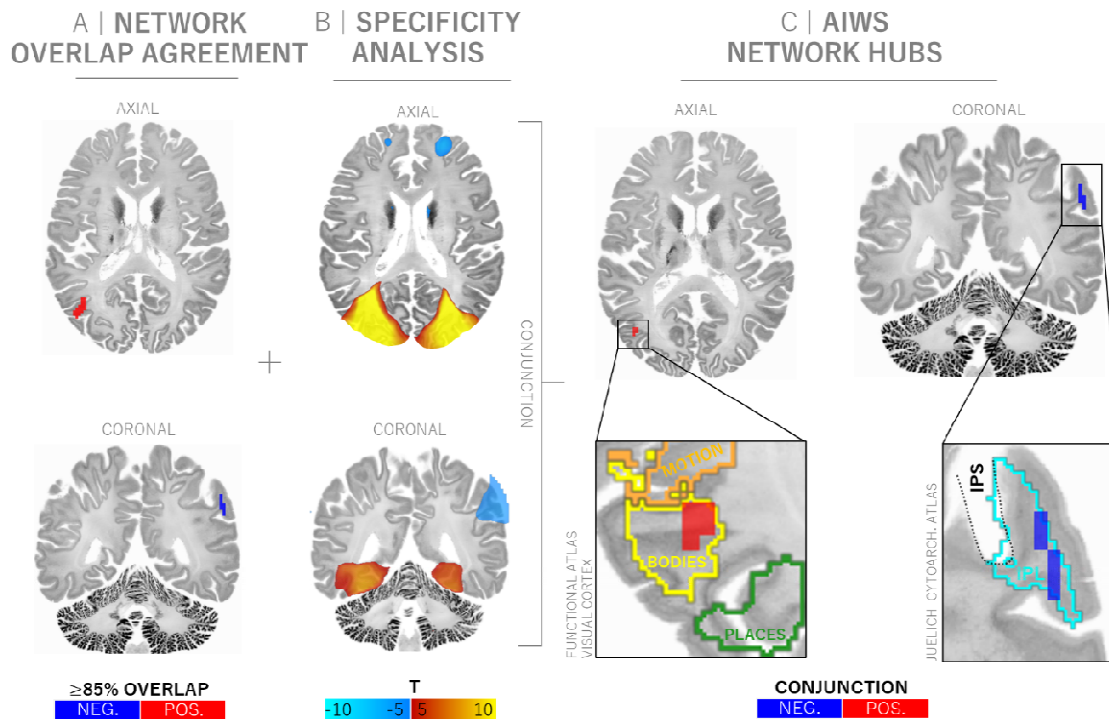 A | NETWORK
OVERLAP AGREEMENT
AXIAL
CORONAL
≥85% OVERLAP
NEG. POS.
+
B | SPECIFICITY
ANALYSIS
AXIAL
CORONAL
T
-10 -5 5 10
CONJUNCTION
C | AIWS
NETWORK HUBS
AXIAL
CORONAL
FUNCTIONAL ATLAS
VISUAL CORTEX
MOTION
BODIES
PLACES
JUELICH CYTOARCH. ATLAS
IPS
IPL
CONJUNCTION
NEG. POS.